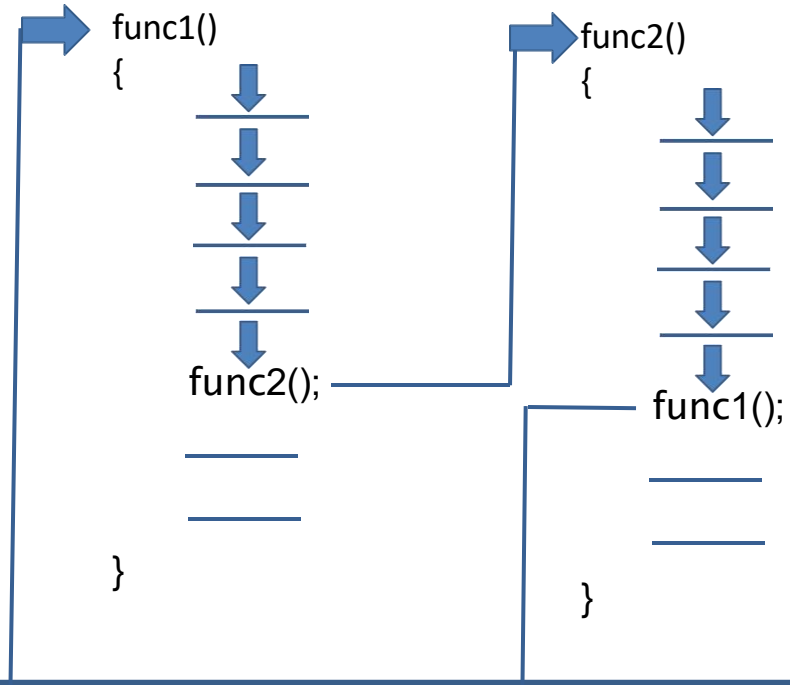 func1()
{
func2();
}
func2()
{
func1();
}